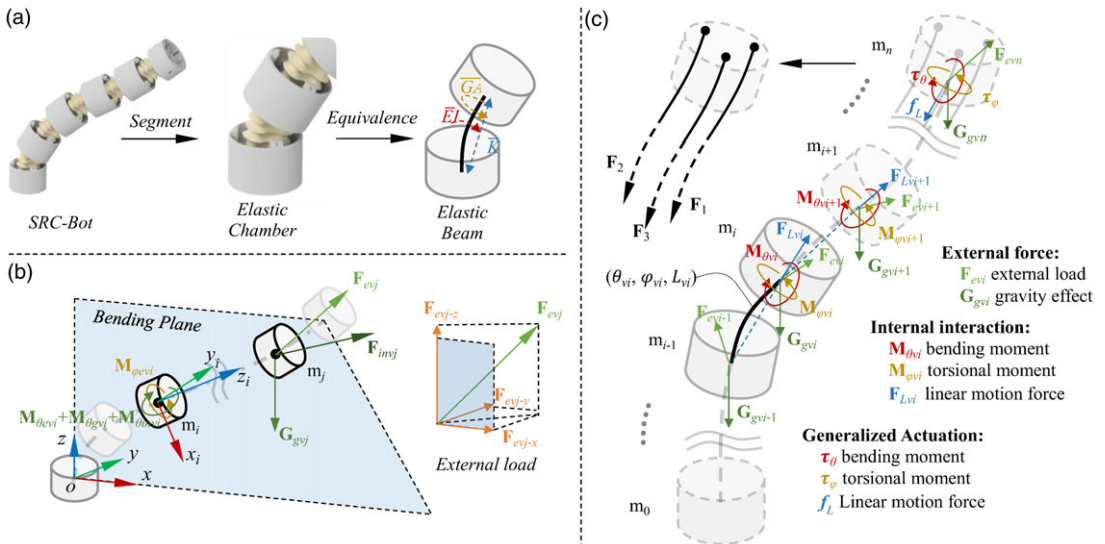 (a)
Segment
Equivalence
SRC-Bot
Elastic
Chamber
Elastic
Beam
GA
EI
K
(b)
Bending Plane
F_evj
F_invj
m_j
G_gvj
M_φevi
y_i
z_i
M_θevi+M_θgvi+M_θinvi
m_i
x_i
z
y
x
o
F_evj-z
F_evj
F_evj-y
F_evj-x
External load
(c)
m_n
F_evn
τ_θ
τ_φ
f_L
G_gvn
F_2
F_1
F_3
m_i+1
F_Lvi+1
M_θvi+1
F_evi+1
M_φvi+1
G_gvi+1
m_i
F_Lvi
M_θvi
F_evi
(θ_vi, φ_vi, L_vi)
M_φvi
G_gvi
F_evi-1
m_i-1
G_gvi-1
m_0
External force:
F_evi external load
G_gvi gravity effect
Internal interaction:
M_θvi bending moment
M_φvi torsional moment
F_Lvi linear motion force
Generalized Actuation:
τ_θ bending moment
τ_φ torsional moment
f_L Linear motion force